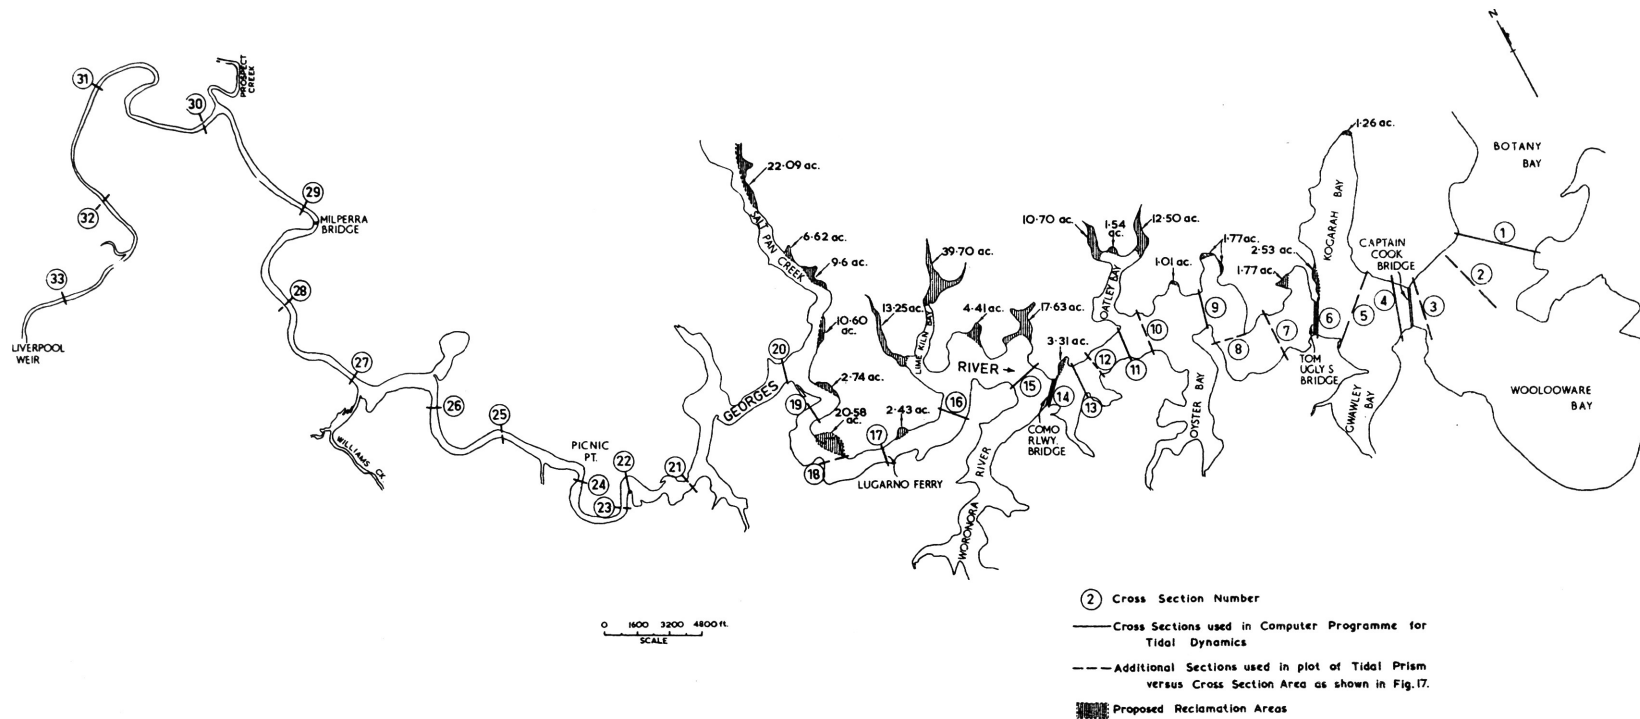 N
31
30
PROSPECT
CREEK
29
MILPERRA
BRIDGE
32
33
28
LIVERPOOL
WEIR
27
26
25
WILLIAMS CK
PICNIC
PT.
24
23
22
21
GEORGES
20
19
18
22·09 ac.
SALT PAN CREEK
6·62 ac.
9·6 ac.
10·60
ac.
2·74 ac.
20·58
ac.
2·43 ac.
17
LUGARNO FERRY
13·25 ac.
39·70 ac.
LIME KILN BAY
4·41 ac.
17·63 ac.
RIVER
16
15
WORONORA
RIVER
3·31 ac.
14
COMO
RLWY.
BRIDGE
13
12
11
10
10·70 ac.
1·54
ac.
12·50 ac.
OATLEY BAY
1·01 ac.
1·77ac.
9
8
OYSTER BAY
7
1·77ac.
2·53 ac.
6
TOM
UGLY'S
BRIDGE
5
KOGARAH BAY
1·26 ac.
GWAWLEY
BAY
CAPTAIN
COOK
BRIDGE
4
3
2
1
BOTANY
BAY
WOOLOOWARE
BAY
0 1600 3200 4800 ft.
SCALE
2 Cross Section Number
Cross Sections used in Computer Programme for
Tidal Dynamics
Additional Sections used in plot of Tidal Prism
versus Cross Section Area as shown in Fig.17.
Proposed Reclamation Areas